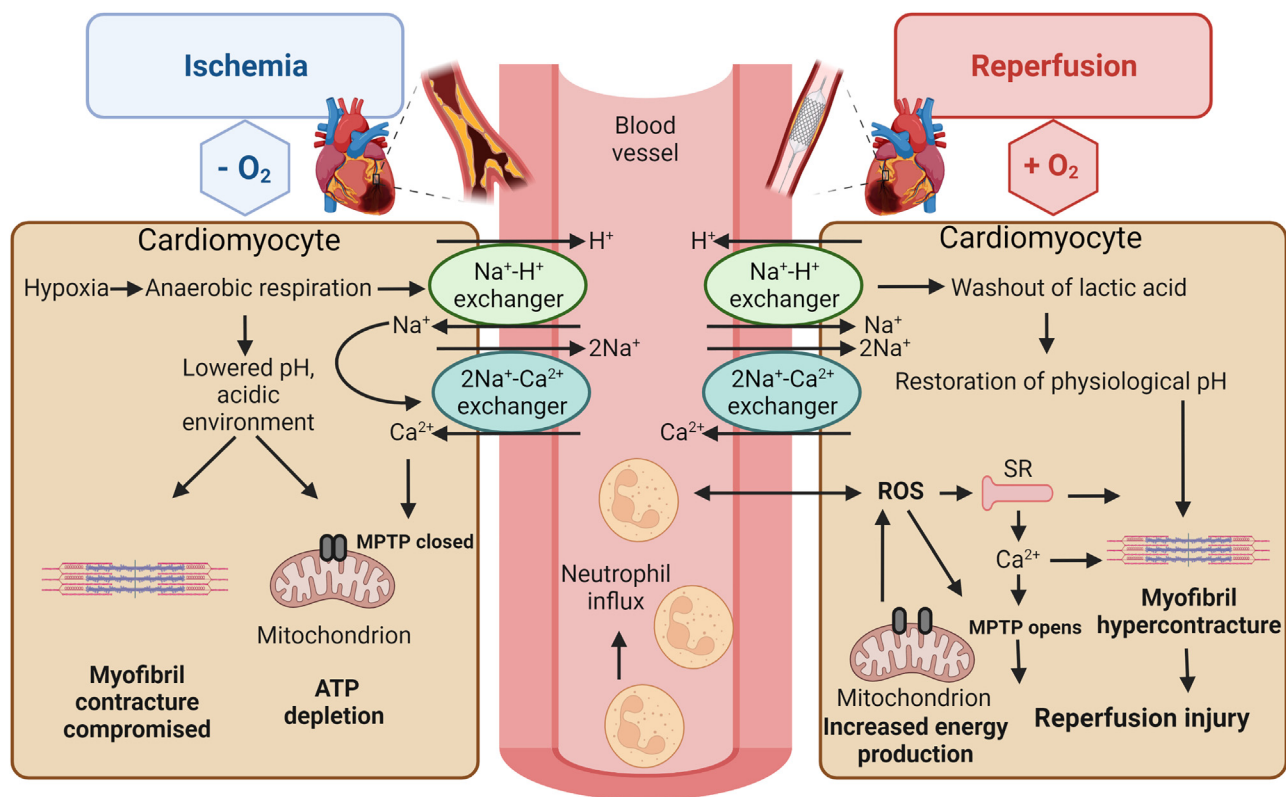 Ischemia
- O₂
Reperfusion
+ O₂
Blood
vessel
Cardiomyocyte
Hypoxia
Anaerobic respiration
Lowered pH,
acidic
environment
H⁺
Na⁺-H⁺
exchanger
Na⁺
2Na⁺
2Na⁺-Ca²⁺
exchanger
Ca²⁺
MPTP closed
Mitochondrion
Myofibril
contracture
compromised
ATP
depletion
Neutrophil
influx
Cardiomyocyte
H⁺
Na⁺-H⁺
exchanger
Washout of lactic acid
Na⁺
2Na⁺
2Na⁺-Ca²⁺
exchanger
Restoration of physiological pH
Ca²⁺
ROS
SR
Ca²⁺
MPTP opens
Myofibril
hypercontracture
Mitochondrion
Increased energy
production
Reperfusion injury